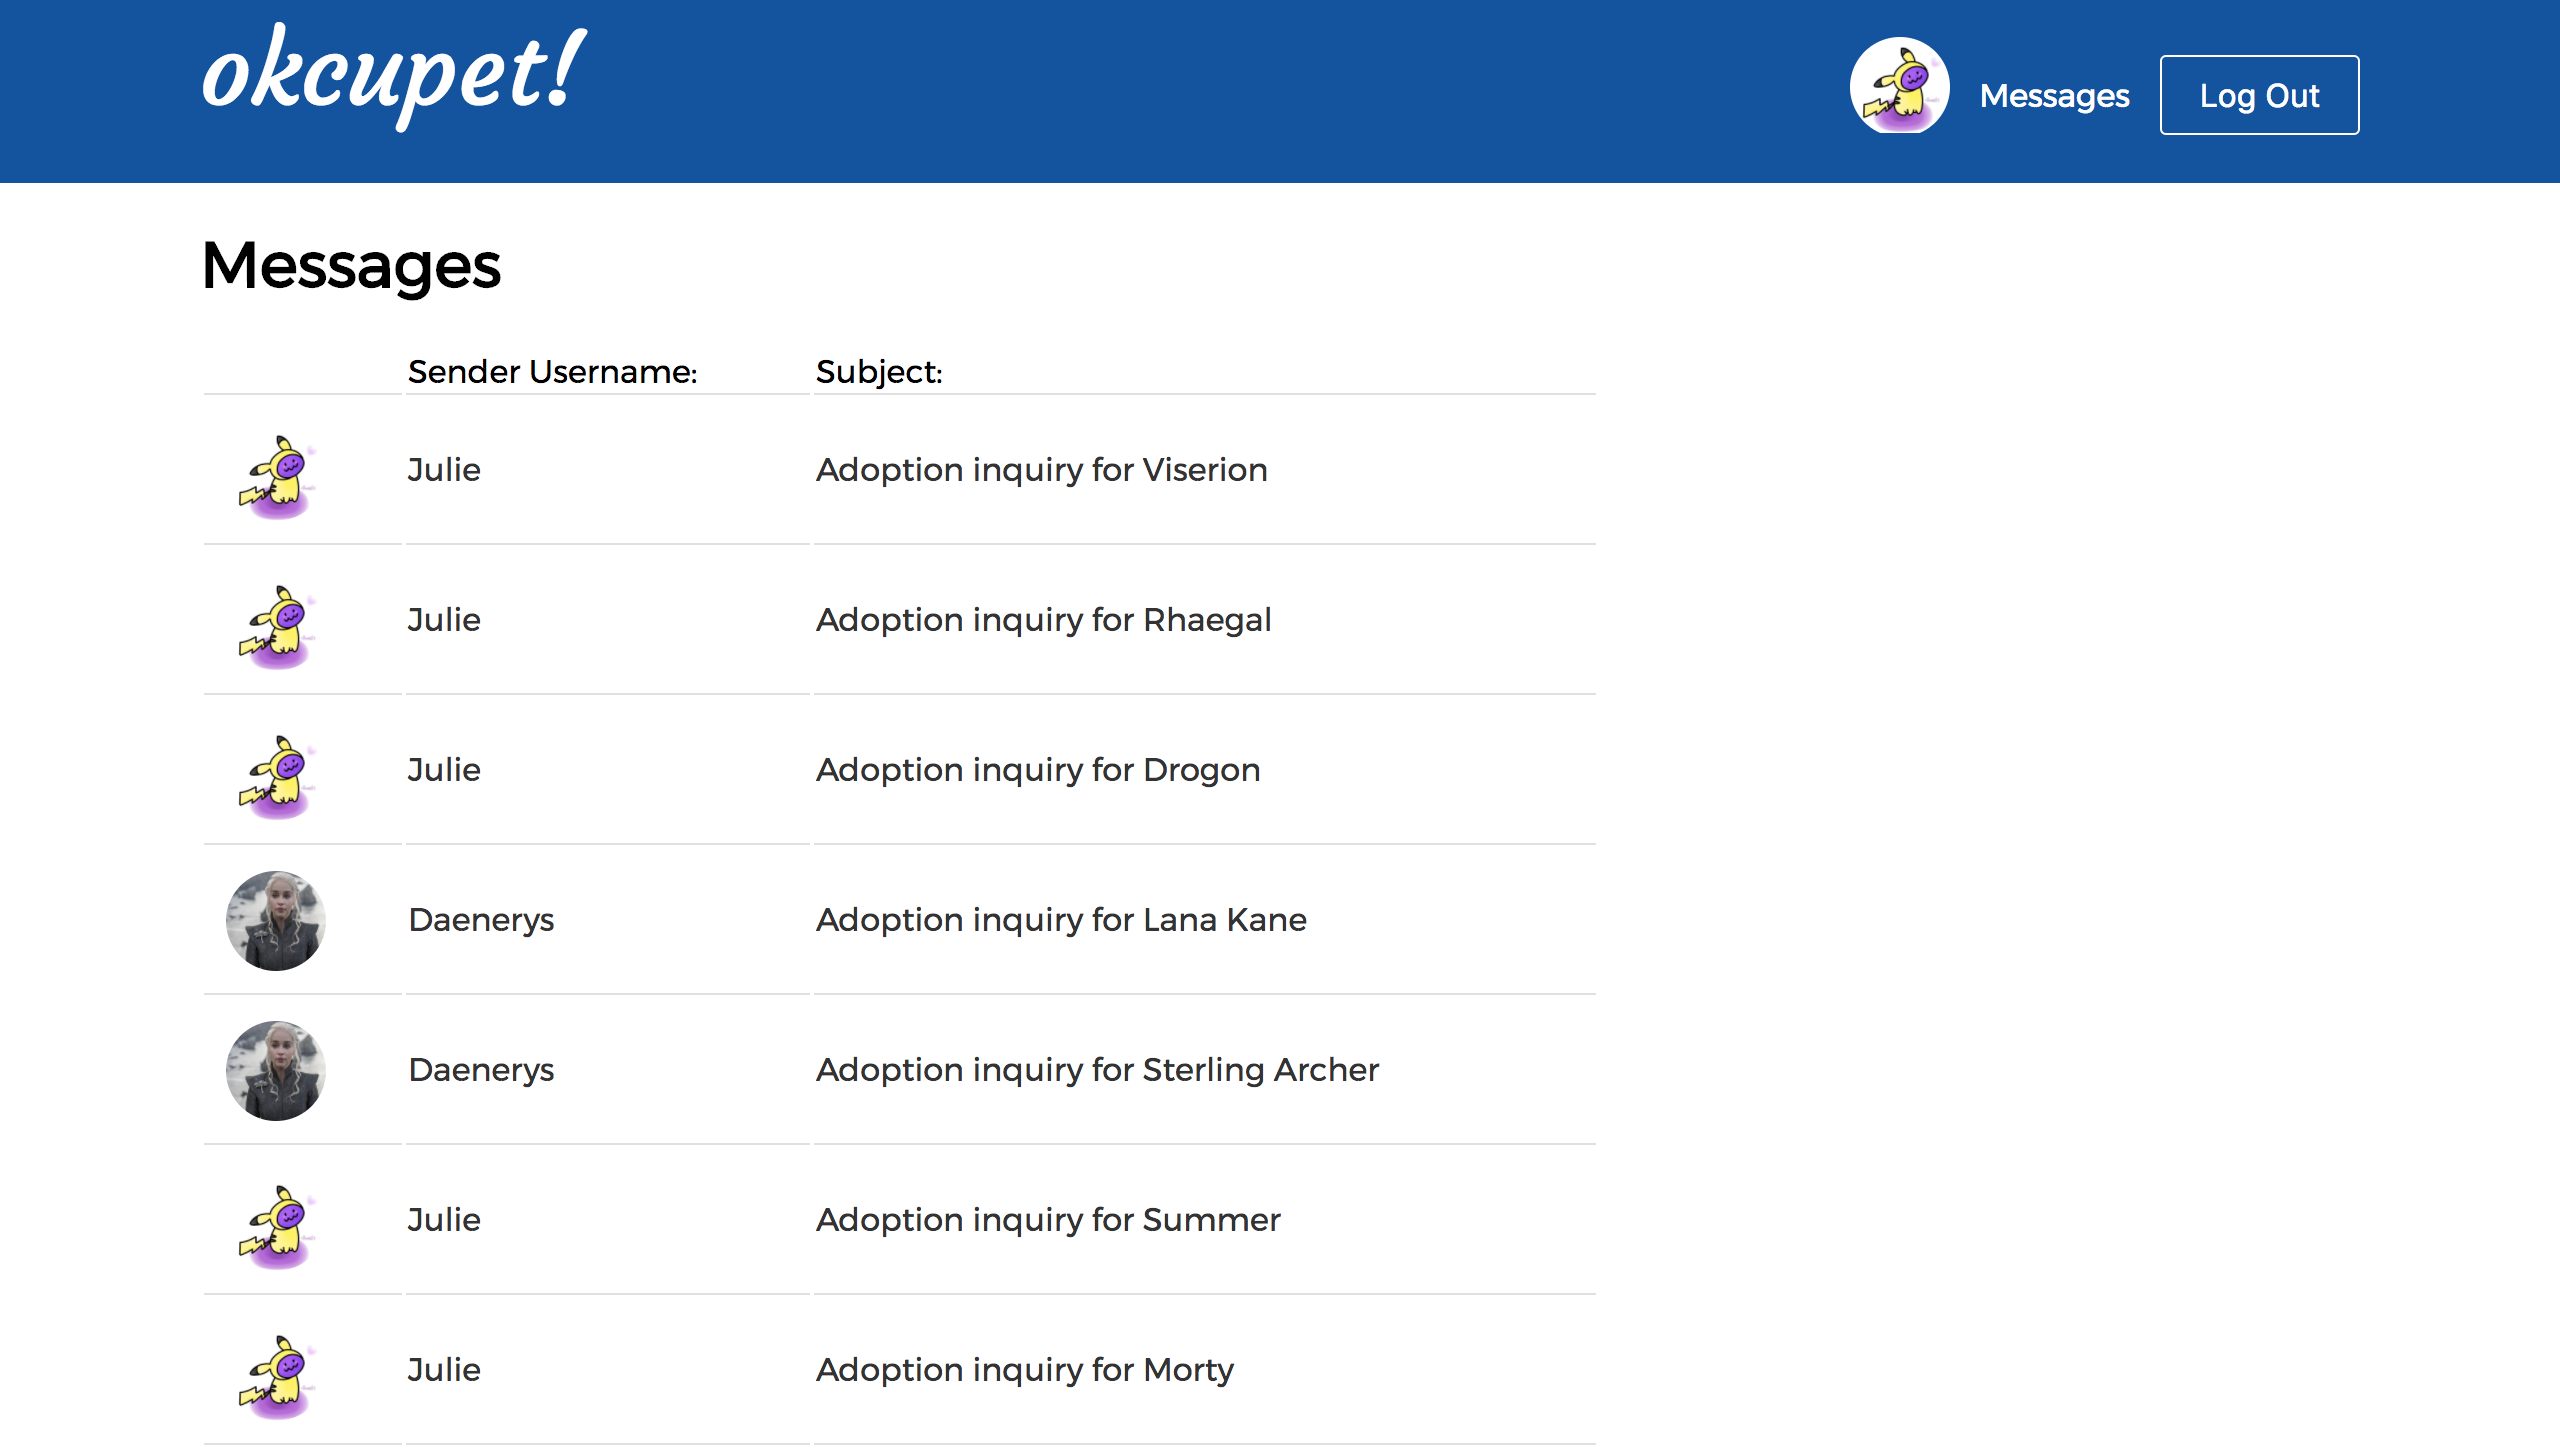 okcupet!
Messages
Log Out
Messages
Sender Username: Subject:
Julie Adoption inquiry for Viserion
Julie Adoption inquiry for Rhaegal
Julie Adoption inquiry for Drogon
Daenerys Adoption inquiry for Lana Kane
Daenerys Adoption inquiry for Sterling Archer
Julie Adoption inquiry for Summer
Julie Adoption inquiry for Morty